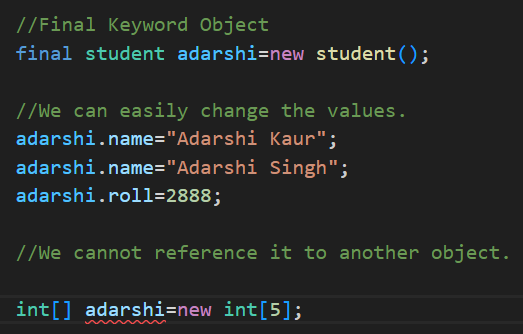 //Final Keyword Object
final student adarshi=new student();
//We can easily change the values.
adarshi.name="Adarshi Kaur";
adarshi.name="Adarshi Singh";
adarshi.roll=2888;
//We cannot reference it to another object.
int[] adarshi=new int[5];